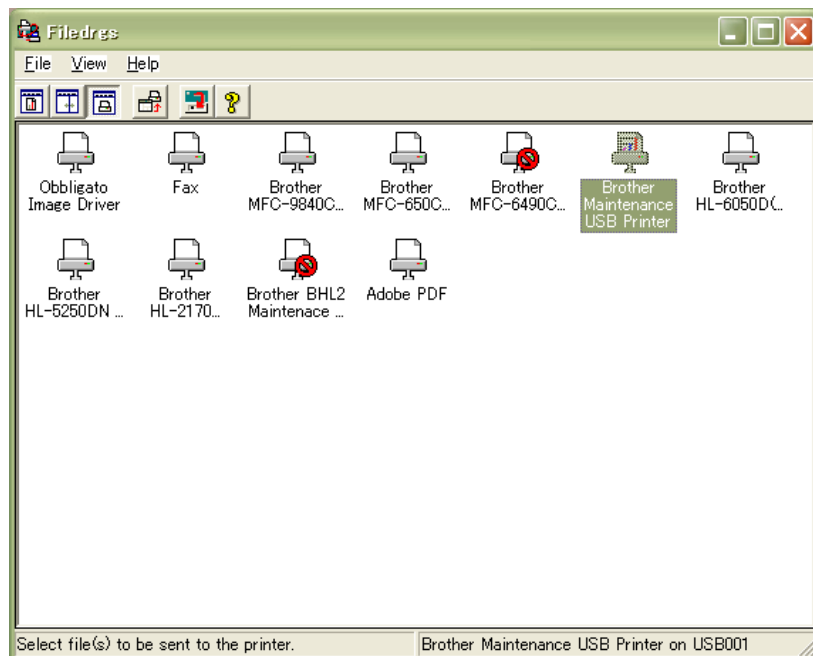 Filedrgs
File View Help
Obbligato
Image Driver
Fax
Brother
MFC-9840C...
Brother
MFC-650C...
Brother
MFC-6490C...
Brother
Maintenance
USB Printer
Brother
HL-6050D(...
Brother
HL-5250DN ...
Brother
HL-2170...
Brother BHL2
Maintenace ...
Adobe PDF
Select file(s) to be sent to the printer.
Brother Maintenance USB Printer on USB001